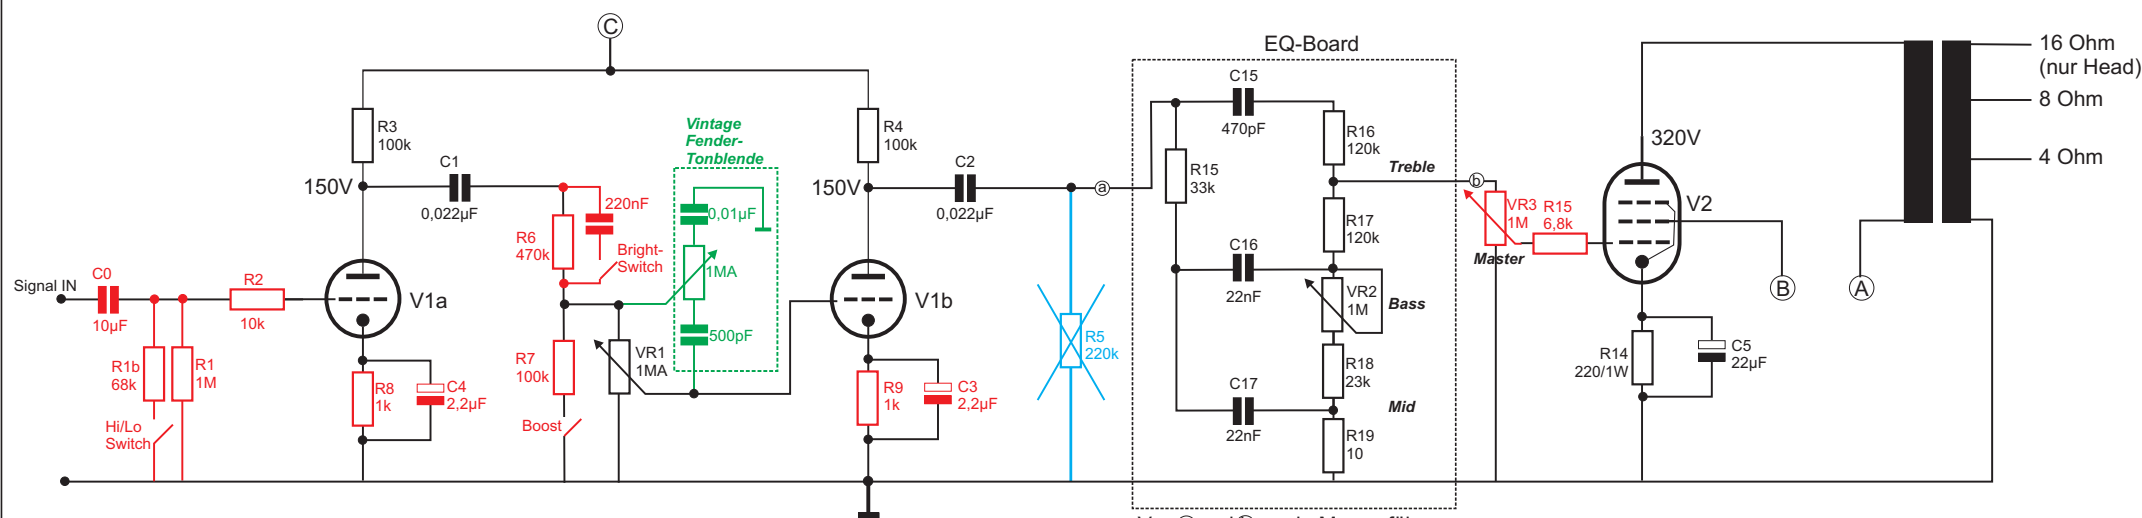 C
EQ-Board
16 Ohm
(nur Head)
8 Ohm
4 Ohm
R3
100k
150V
C1
0,022µF
Vintage
Fender-
Tonblende
R4
100k
150V
C2
0,022µF
a
C15
470pF
R15
33k
R16
120k
Treble
b
R17
120k
C16
22nF
VR2
1M
Bass
R18
23k
C17
22nF
Mid
R19
10
320V
V2
VR3
1M
R15
6,8k
Master
B
A
R14
220/1W
C5
22µF
220nF
R6
470k
Bright-
Switch
0,01µF
1MA
500pF
Signal IN
C0
10µF
R2
10k
V1a
V1b
R1b
68k
R1
1M
Hi/Lo
Switch
R8
1k
C4
2,2µF
R7
100k
Boost
VR1
1MA
R9
1k
C3
2,2µF
R5
220k